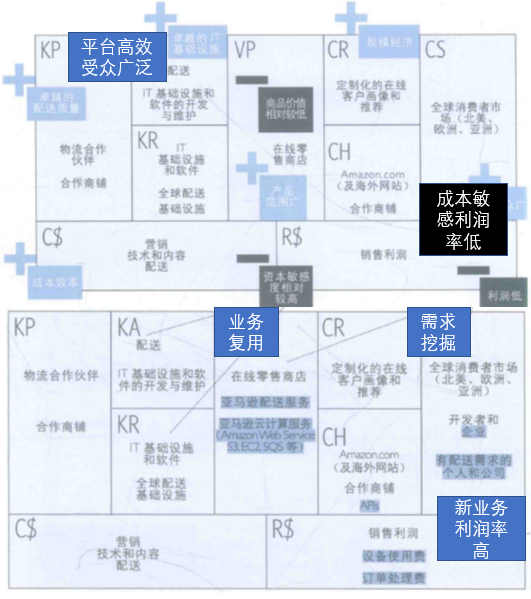 KP
平台高效
受众广泛
卓越的IT
基础设施
卓越的
配送质量
配送
IT 基础设施和
软件的开发
与维护
物流合作
伙伴
合作商铺
KR
IT
基础设施
和软件
全球配送
基础设施
VP
商品价值
相对较低
在线零
售商店
产品
范围广
CR
规模经济
定制化的在线
客户画像和
推荐
CH
Amazon.com
(及海外网站)
合作商铺
CS
全球消费者市
场(北美、
欧洲、亚洲)
成本敏
感利润
率低
C$
营销
技术和内容
配送
成本效率
资本敏感
度相对
较高
R$
销售利润
利润低
KP
物流合作伙伴
合作商铺
KA
配送
IT 基础设施和软
件的开发与维护
KR
IT 基础设施
和软件
全球配送
基础设施
业务
复用
在线零售商店
亚马逊配送服务
亚马逊云计算服务
(Amazon Web Service
S3, EC2, SQS 等)
CR
定制化的在线
客户画像和
推荐
CH
Amazon.com
(及海外网站)
合作商铺
APIs
需求
挖掘
全球消费者市场
(北美、欧洲、
亚洲)
开发者和
企业
有配送需求的
个人和公司
新业务
利润率
高
C$
营销
技术和内容
配送
R$
销售利润
设备使用费
订单处理费